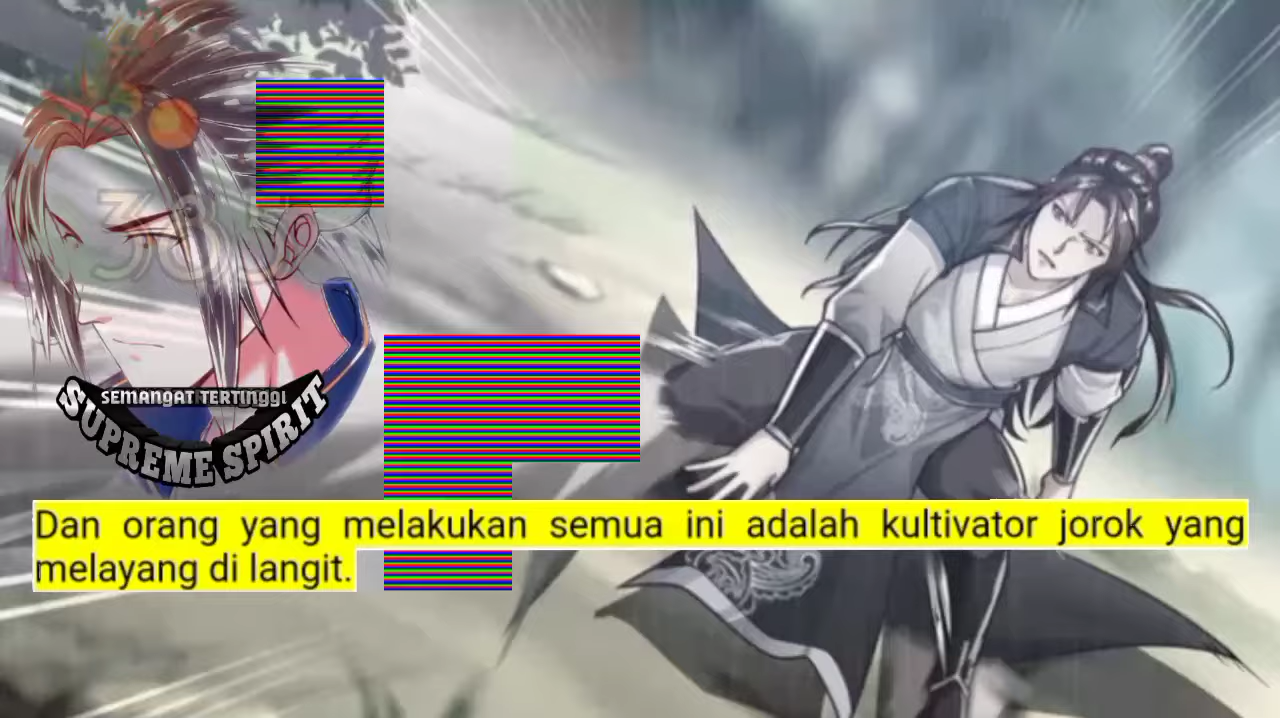 SEMANGAT TERTINGGI
SUPREME SPIRIT
Dan orang yang melakukan semua ini adalah kultivator jorok yang
melayang di langit.